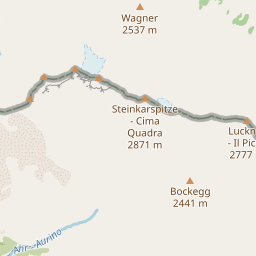 Wagner
2537 m
Steinkarspitze
- Cima
Quadra
2871 m
Luckn
- Il Pic
2777
Bockegg
2441 m
Ahr - Aurino